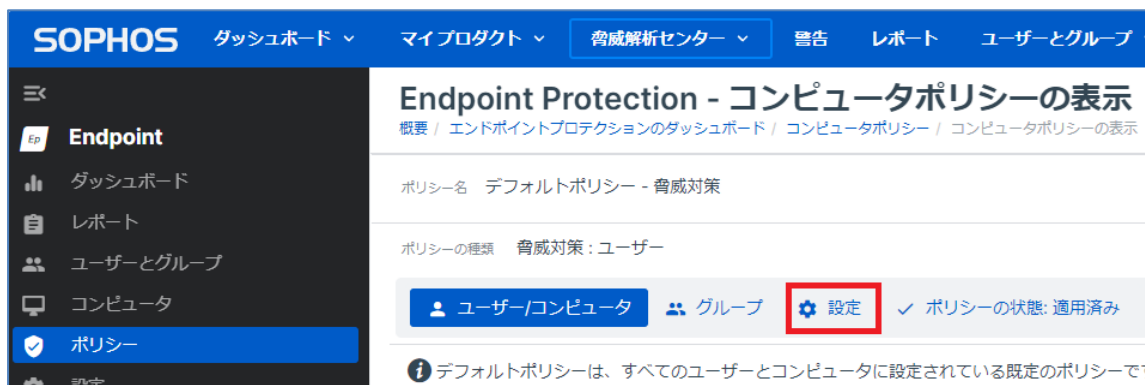 SOPHOS ダッシュボード マイプロダクト 脅威解析センター 警告 レポート ユーザーとグループ
Ep Endpoint
ダッシュボード
レポート
ユーザーとグループ
コンピュータ
ポリシー
設定
Endpoint Protection - コンピュータポリシーの表示
概要 / エンドポイントプロテクションのダッシュボード / コンピュータポリシー / コンピュータポリシーの表示
ポリシー名 デフォルトポリシー - 脅威対策
ポリシーの種類 脅威対策 : ユーザー
ユーザー/コンピュータ グループ 設定 ポリシーの状態: 適用済み
デフォルトポリシーは、すべてのユーザーとコンピュータに設定されている既定のポリシーで